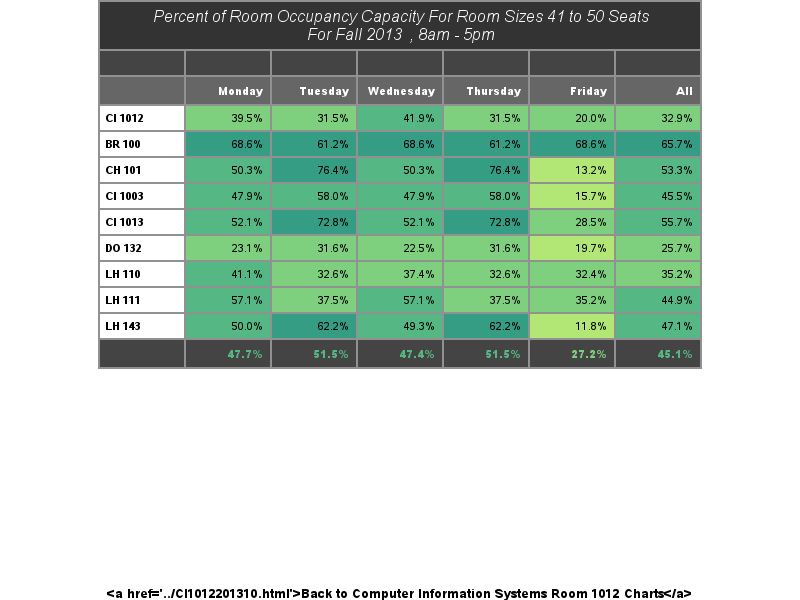 Percent of Room Occupancy Capacity For Room Sizes 41 to 50 Seats
For Fall 2013 , 8am - 5pm
Monday Tuesday Wednesday Thursday Friday All
CI 1012 39.5% 31.5% 41.9% 31.5% 20.0% 32.9%
BR 100 68.6% 61.2% 68.6% 61.2% 68.6% 65.7%
CH 101 50.3% 76.4% 50.3% 76.4% 13.2% 53.3%
CI 1003 47.9% 58.0% 47.9% 58.0% 15.7% 45.5%
CI 1013 52.1% 72.8% 52.1% 72.8% 28.5% 55.7%
DO 132 23.1% 31.6% 22.5% 31.6% 19.7% 25.7%
LH 110 41.1% 32.6% 37.4% 32.6% 32.4% 35.2%
LH 111 57.1% 37.5% 57.1% 37.5% 35.2% 44.9%
LH 143 50.0% 62.2% 49.3% 62.2% 11.8% 47.1%
47.7% 51.5% 47.4% 51.5% 27.2% 45.1%
<a href='../CI1012201310.html'>Back to Computer Information Systems Room 1012 Charts</a>